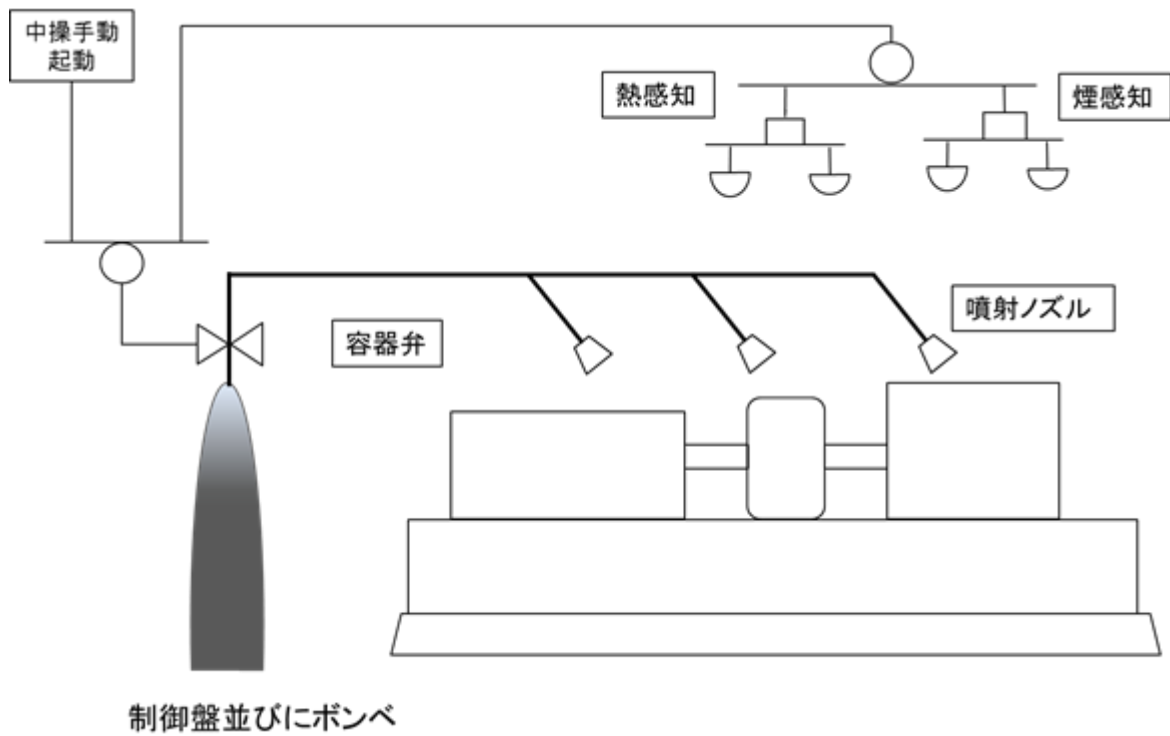 中操手動
起動
熱感知
煙感知
噴射ノズル
容器弁
制御盤並びにボンベ